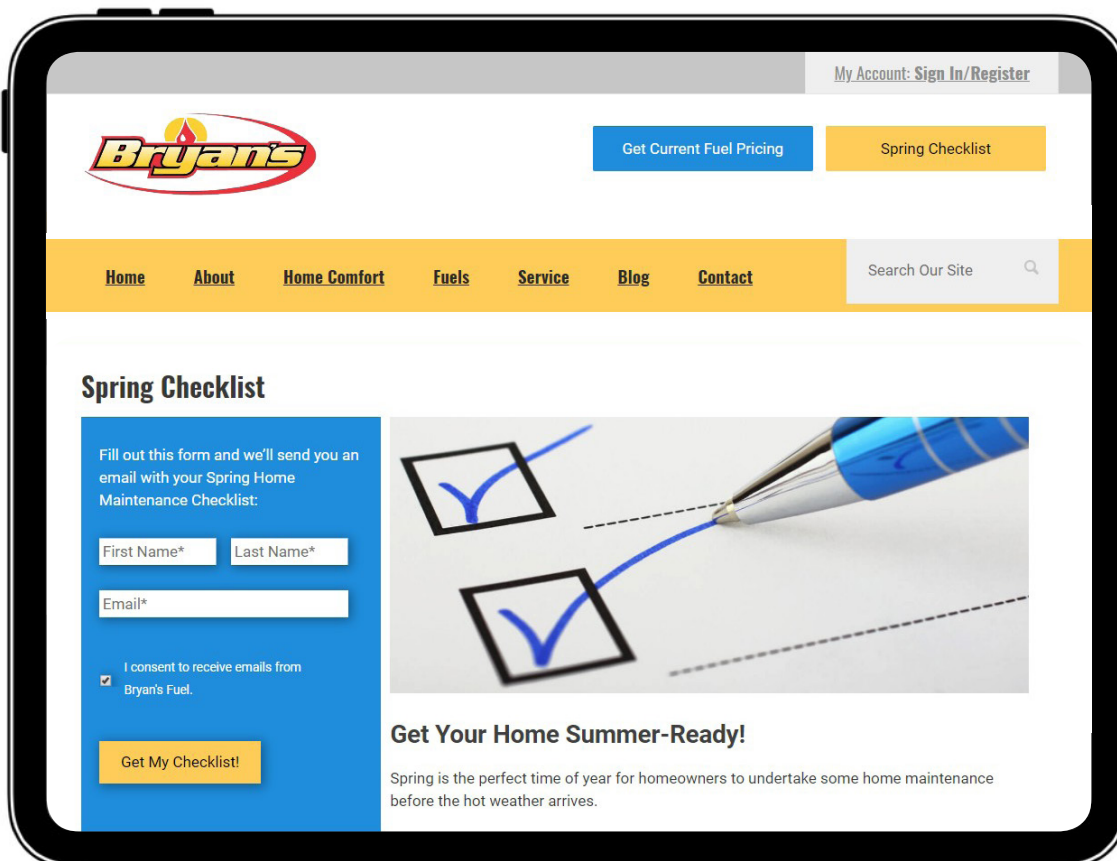 My Account: Sign In/Register
Bryan's
Get Current Fuel Pricing
Spring Checklist
Home
About
Home Comfort
Fuels
Service
Blog
Contact
Search Our Site
Spring Checklist
Fill out this form and we'll send you an
email with your Spring Home
Maintenance Checklist:
First Name*
Last Name*
Email*
I consent to receive emails from
Bryan's Fuel.
Get My Checklist!
Get Your Home Summer-Ready!
Spring is the perfect time of year for homeowners to undertake some home maintenance
before the hot weather arrives.